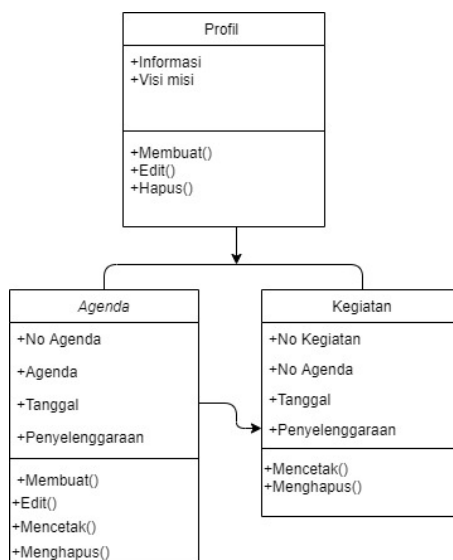 Profil
+Informasi
+Visi misi
+Membuat()
+Edit()
+Hapus()
Agenda
+No Agenda
+Agenda
+Tanggal
+Penyelenggaraan
+Membuat()
+Edit()
+Mencetak()
+Menghapus()
Kegiatan
+No Kegiatan
+No Agenda
+Tanggal
+Penyelenggaraan
+Mencetak()
+Menghapus()